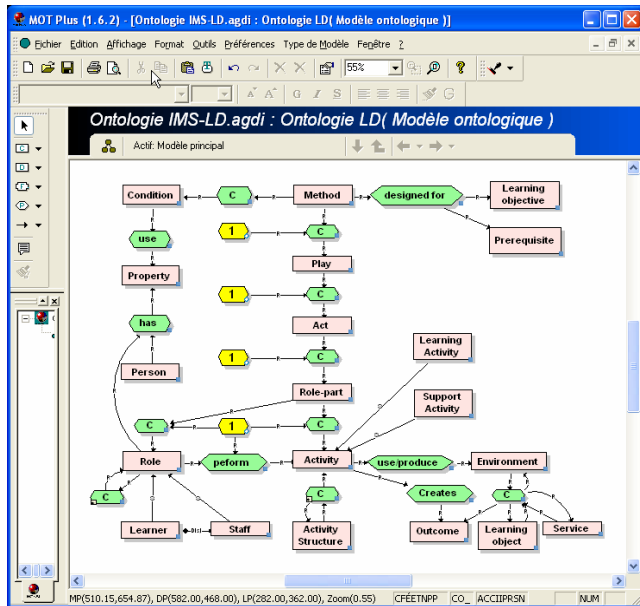 MOT Plus (1.6.2) - [Ontologie IMS-LD.agdi : Ontologie LD( Modèle ontologique )]
Eichier Edition Affichage Format Outils Préférences Type de Modèle Fenêtre ?
55%
G I S
Ontologie IMS-LD.agdi : Ontologie LD( Modèle ontologique )
Actif: Modèle principal
Condition R C R Method R designed for R Learning
objective
use 1 R C Prerequisite
Property Play
has 1 R C
Act
Learning
Activity
Person 1 R C
Role-part Support
Activity
C 1 R C
Role R peform R Activity R use/produce R Environment
C C Creates C
Learner Staff Activity
Structure Outcome Learning
object Service
MP(510.15,654.87), DP(582.00,468.00), LP(282.00,362.00), Zoom(0.55) CFÉETNPP CO_ ACCIIPRSN NUM